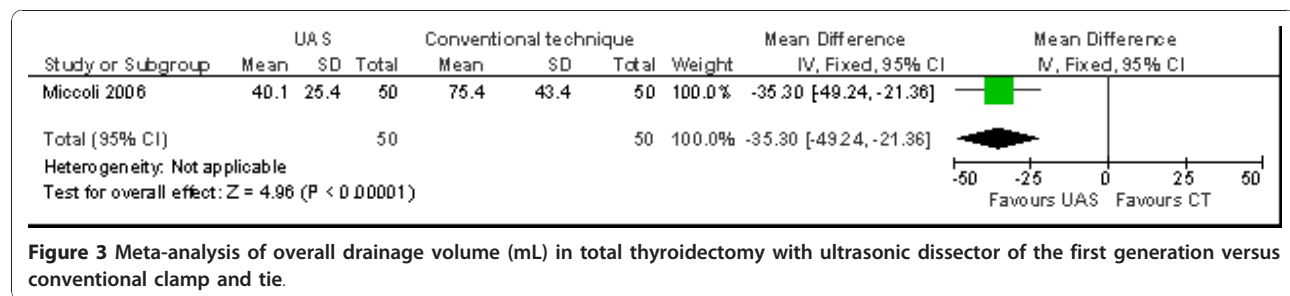 UAS Conventional technique Mean Difference Mean Difference
Study or Subgroup Mean SD Total Mean SD Total Weight IV, Fixed, 95% CI IV, Fixed, 95% CI
Miccoli 2006 40.1 25.4 50 75.4 43.4 50 100.0% -35.30 [-49.24, -21.36]
Total (95% CI) 50 50 100.0% -35.30 [-49.24, -21.36]
Heterogeneity: Not applicable
Test for overall effect: Z = 4.96 (P < 0.00001)
-50 -25 0 25 50
Favours UAS Favours CT
Figure 3 Meta-analysis of overall drainage volume (mL) in total thyroidectomy with ultrasonic dissector of the first generation versus
conventional clamp and tie.